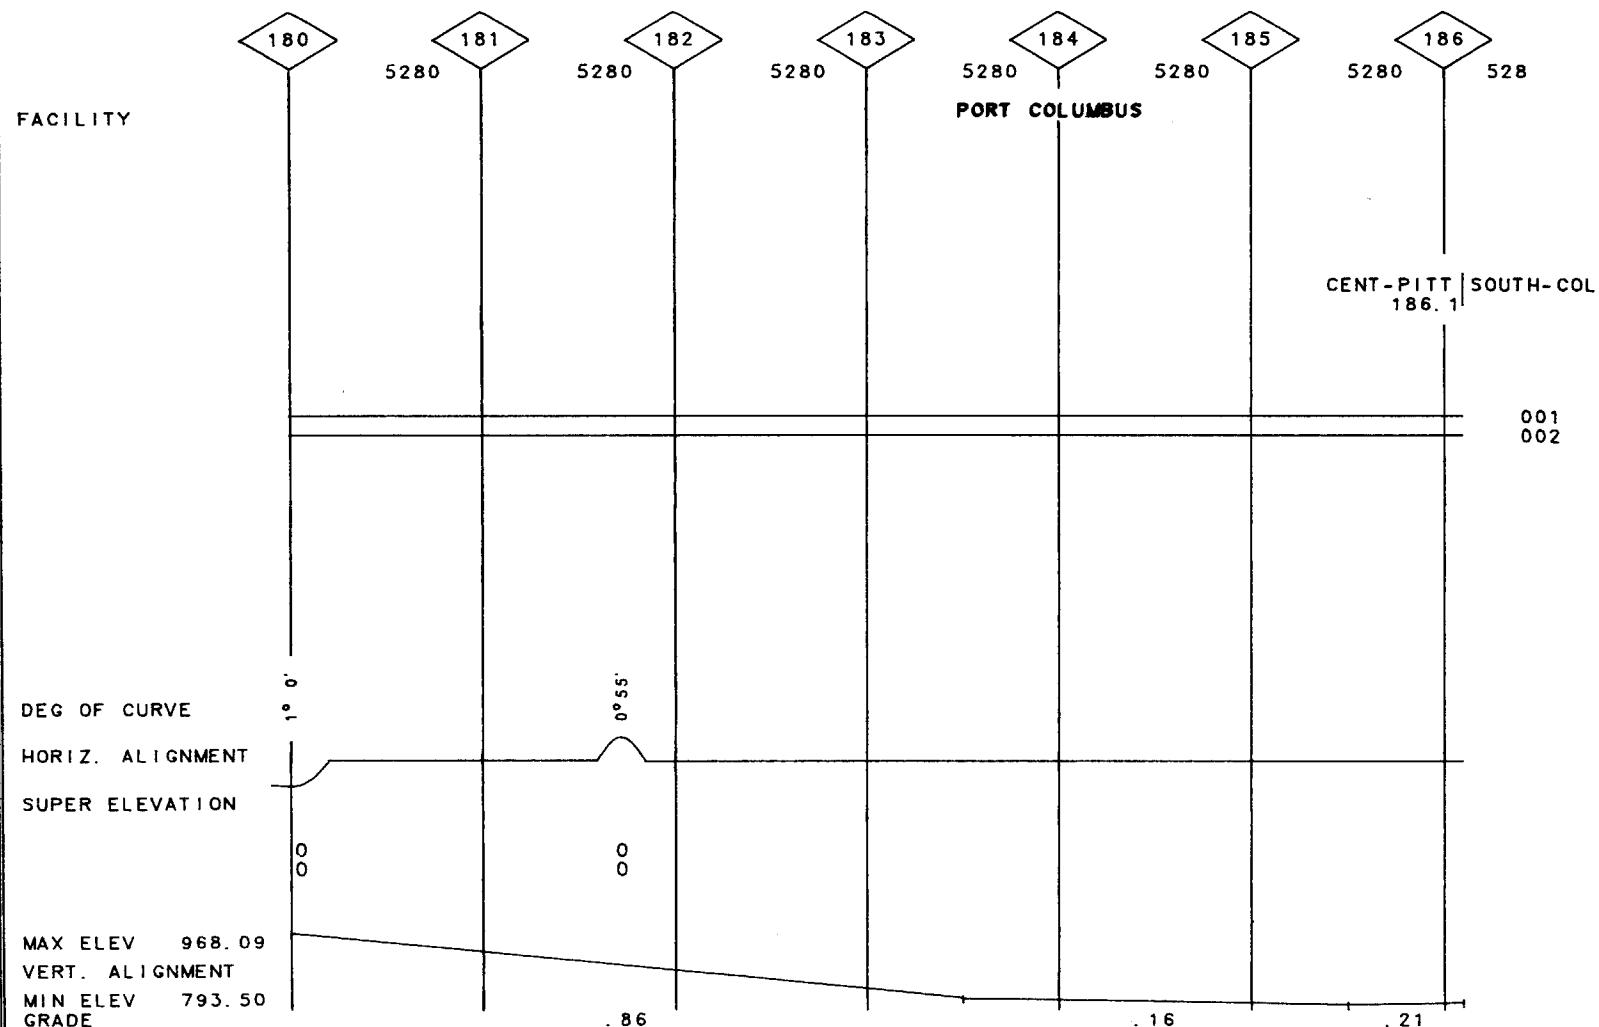 180 181 182 183 184 185 186
5280 5280 5280 5280 5280 5280 528
FACILITY
PORT COLUMBUS
CENT-PITT SOUTH-COL
186.1
001
002
1° 0'
0° 55'
DEG OF CURVE
HORIZ. ALIGNMENT
SUPER ELEVATION
0 0
0 0
MAX ELEV 968.09
VERT. ALIGNMENT
MIN ELEV 793.50
GRADE .86 .16 .21